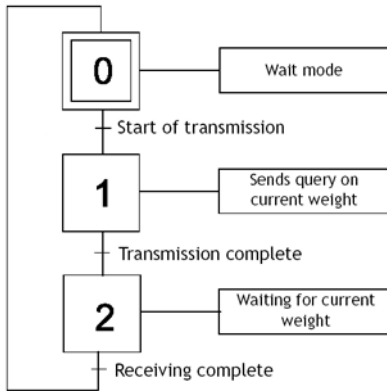 0
Wait mode
Start of transmission
1
Sends query on
current weight
Transmission complete
2
Waiting for current
weight
Receiving complete